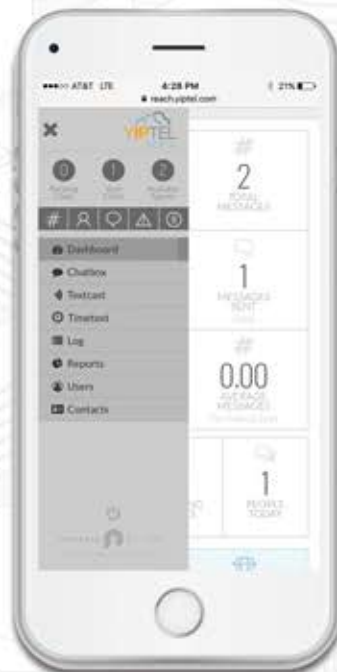 AT&T LTE 4:28 PM 21%
reach.yiptel.com
YIPTEL
0 1 2
#
Dashboard
Chatbox
Textcast
Timetext
Log
Reports
Users
Contacts
#
2
TOTAL
MESSAGES
1
MESSAGES
SENT
#
0.00
AVERAGE
MESSAGES
1
PEOPLE
TODAY